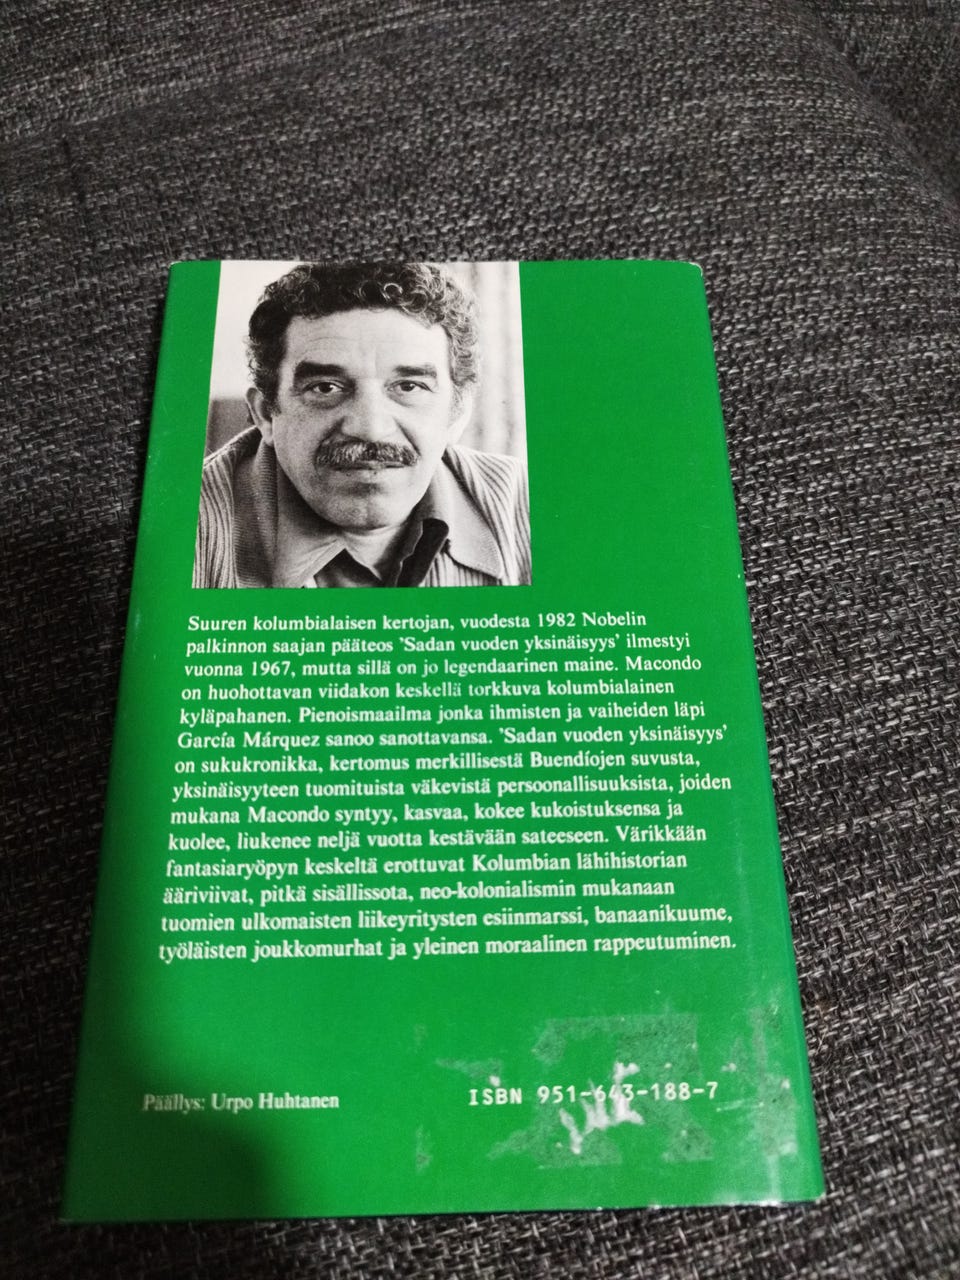 Suuren kolumbialaisen kertojan, vuodesta 1982 Nobelin
palkinnon saajan pääteos 'Sadan vuoden yksinäisyys' ilmestyi
vuonna 1967, mutta sillä on jo legendaarinen maine. Macondo
on huohottavan viidakon keskellä torkkuva kolumbialainen
kyläpahanen. Pienoismaailma jonka ihmisten ja vaiheiden läpi
García Márquez sanoo sanottavansa. 'Sadan vuoden yksinäisyys'
on sukukronikka, kertomus merkillisestä Buendíojen suvusta,
yksinäisyyteen tuomituista väkevistä persoonallisuuksista, joiden
mukana Macondo syntyy, kasvaa, kokee kukoistuksensa ja
kuolee, liukenee neljä vuotta kestävään sateeseen. Värikkään
fantasiaryöpyn keskeltä erottuvat Kolumbian lähihistorian
ääriviivat, pitkä sisällissota, neo-kolonialismin mukanaan
tuomien ulkomaisten liikeyritysten esiinmarssi, banaanikuume,
työläisten joukkomurhat ja yleinen moraalinen rappeutuminen.
Päällys: Urpo Huhtanen
ISBN 951-643-188-7